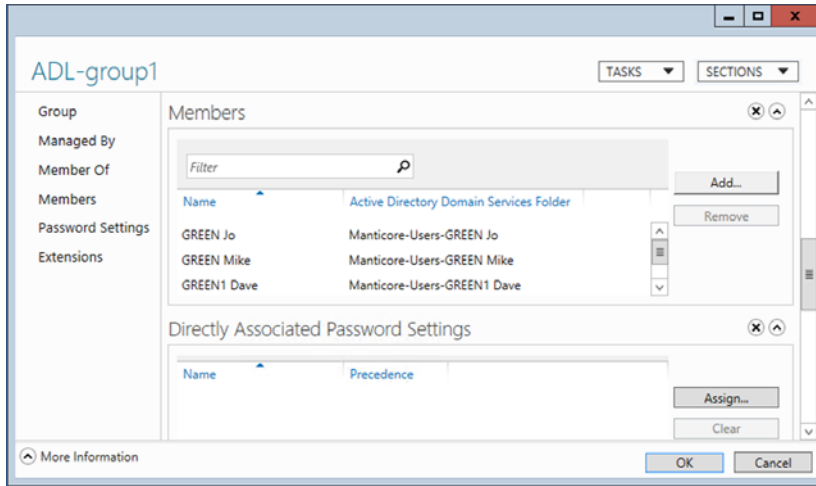 ADL-group1
TASKS
SECTIONS
Group
Managed By
Member Of
Members
Password Settings
Extensions
Members
Filter
Add...
Remove
Name Active Directory Domain Services Folder
GREEN Jo Manticore-Users-GREEN Jo
GREEN Mike Manticore-Users-GREEN Mike
GREEN1 Dave Manticore-Users-GREEN1 Dave
Directly Associated Password Settings
Name Precedence
Assign...
Clear
More Information
OK
Cancel